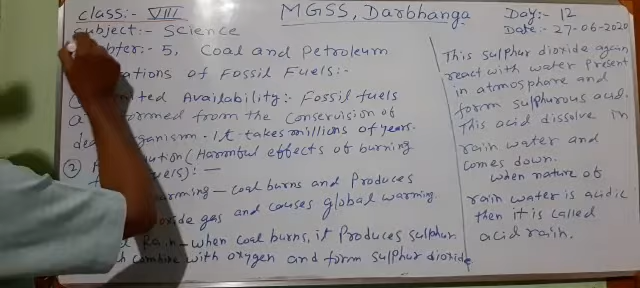 Class:- VIII
MGSS, Darbhanga
Day:- 12
Date:- 27-06-2020
Subject:- Science
5, Coal and Petroleum
ations of Fossil Fuels:-
Availability:- Fossil fuels
formed from the Conservision of
organism. It takes millions of years.
② (Harmful effects of burning
):-
arming - coal burns and Produces
oxide gas and causes global warming.
Rain - when coal burns, it Produces sulphur
combine with oxygen and form sulphur dioxide
This sulphur dioxide again
react with water present
in atmosphare and
form sulphurous acid.
This acid dissolve in
rain water and
comes down.
When nature of
rain water is acidic
then it is called
acid rain.